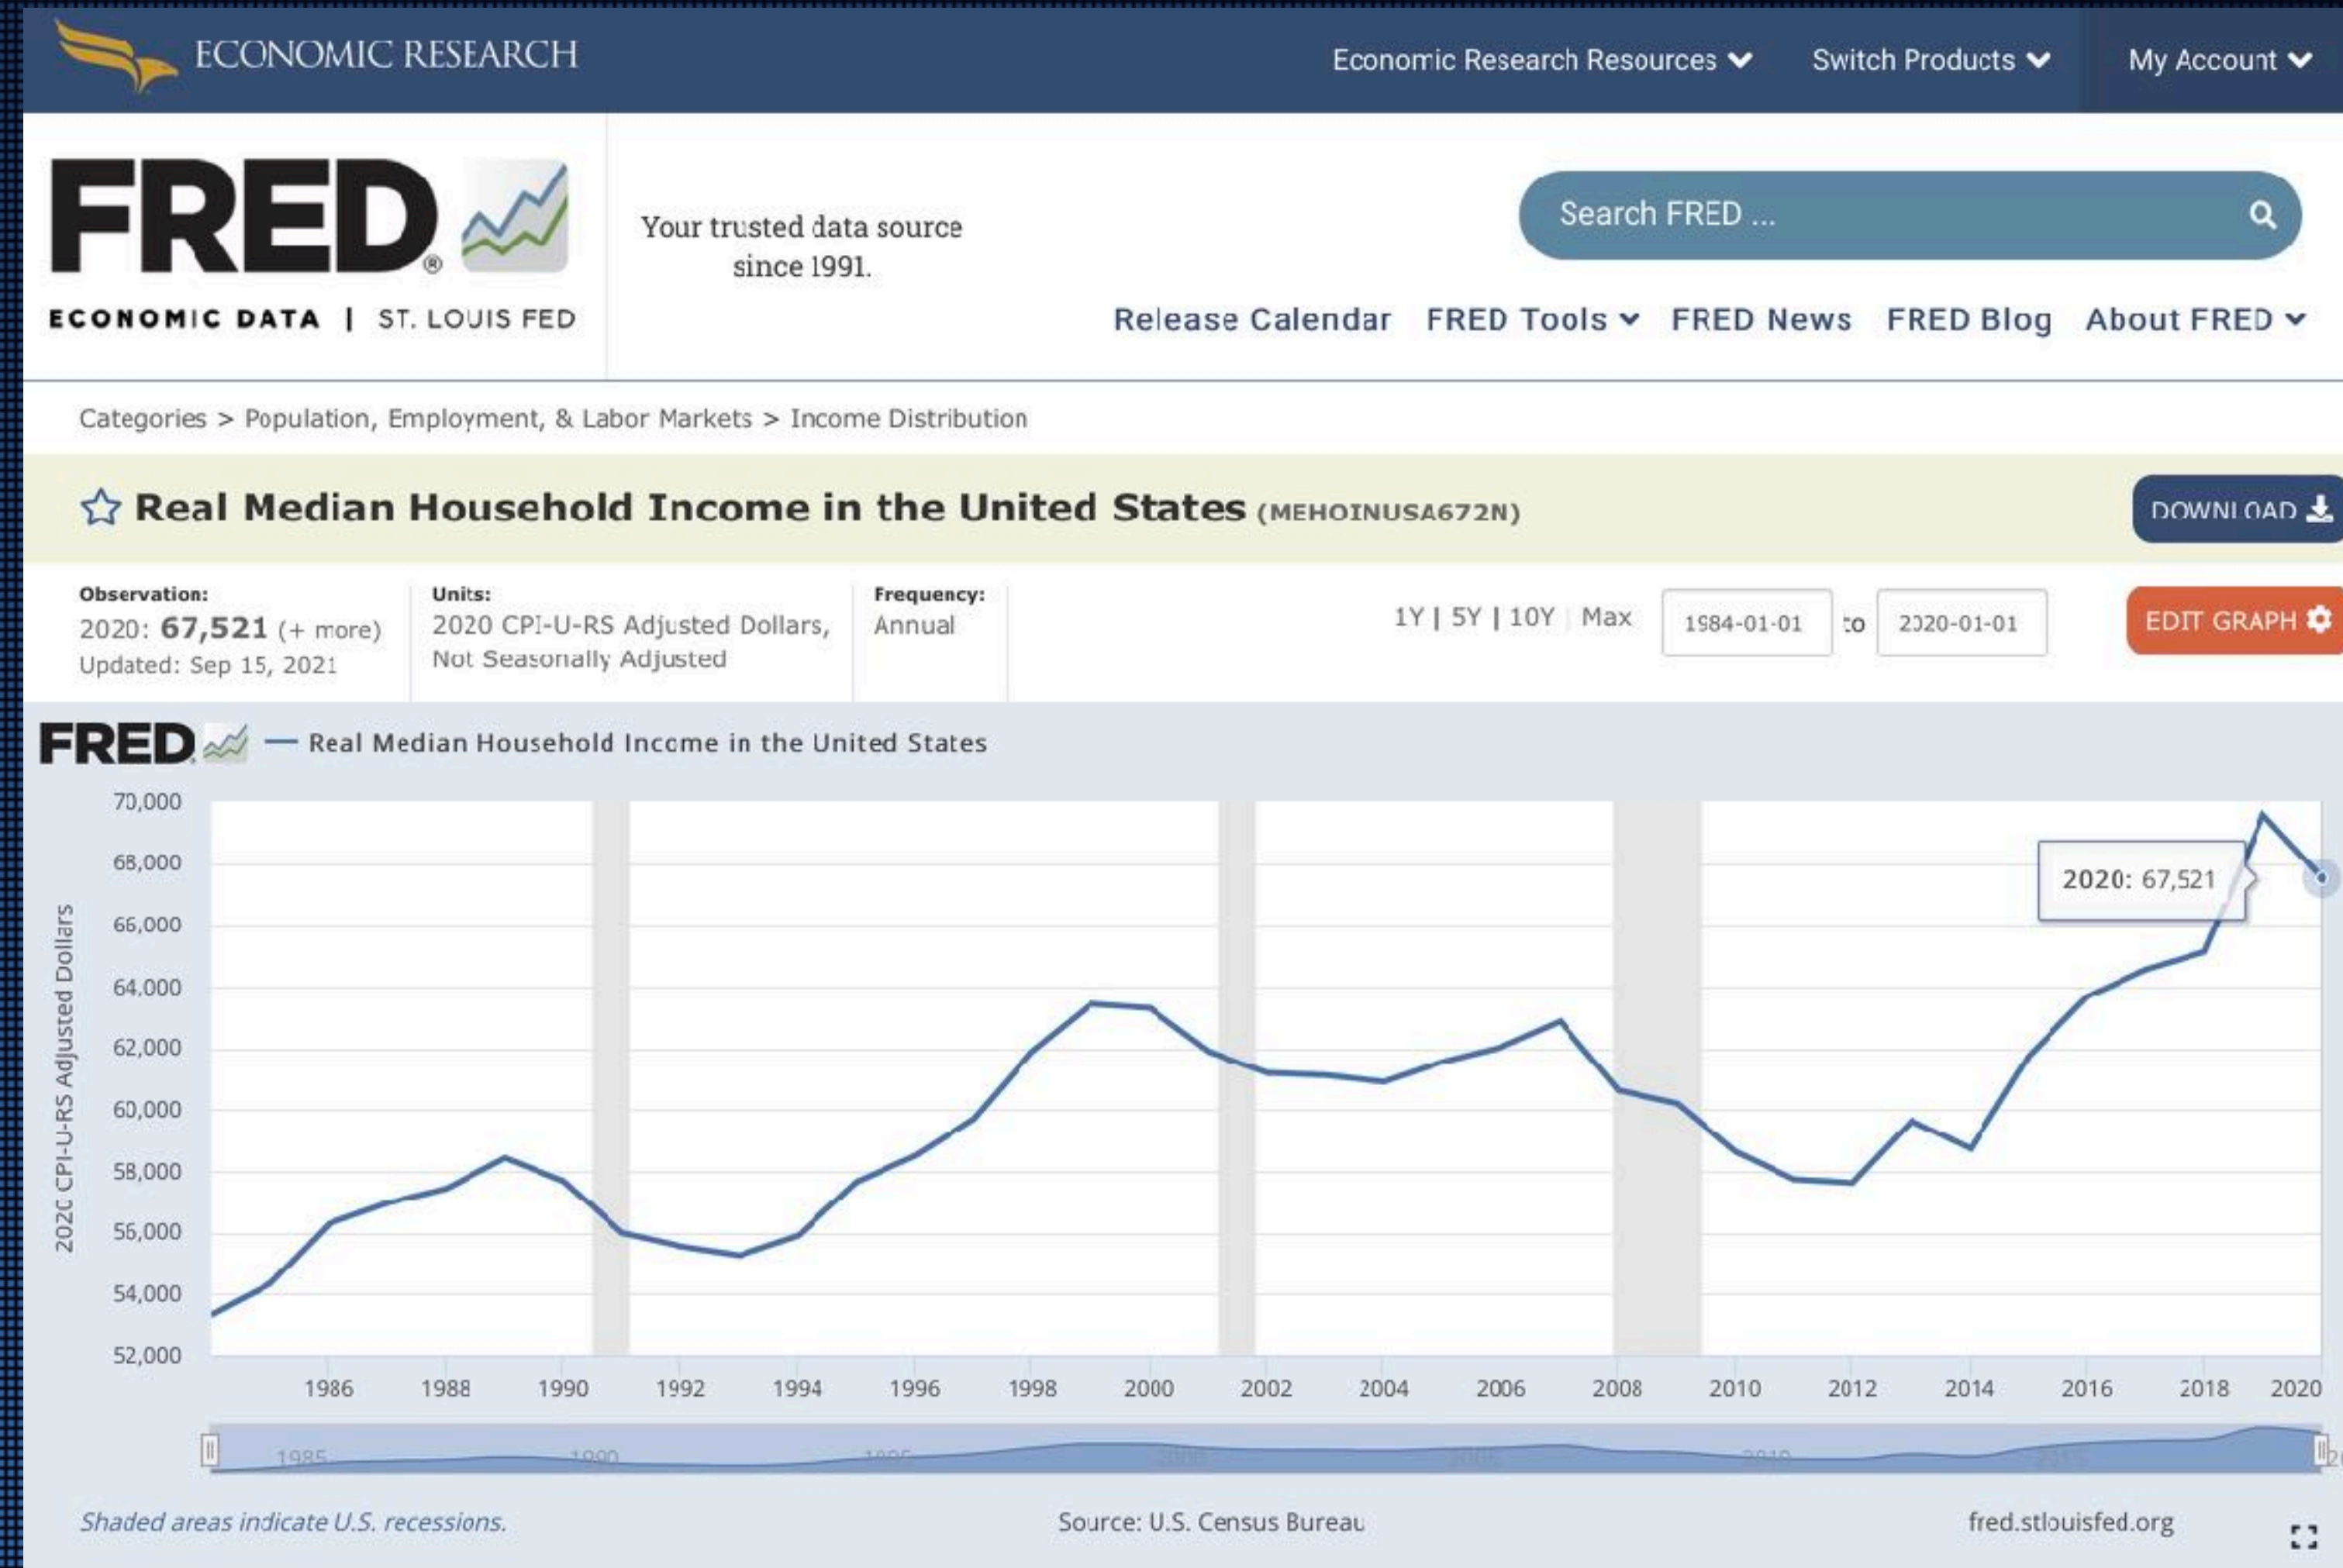 ECONOMIC RESEARCH
Economic Research Resources
Switch Products
My Account
FRED®
ECONOMIC DATA | ST. LOUIS FED
Your trusted data source
since 1991.
Search FRED ...
Release Calendar FRED Tools FRED News FRED Blog About FRED
Categories > Population, Employment, & Labor Markets > Income Distribution
Real Median Household Income in the United States (MEHOINUSA672N)
DOWNLOAD
Observation:
2020: 67,521 (+ more)
Updated: Sep 15, 2021
Units:
2020 CPI-U-RS Adjusted Dollars,
Not Seasonally Adjusted
Frequency:
Annual
1Y | 5Y | 10Y | Max
1984-01-01 to 2020-01-01
EDIT GRAPH
FRED
Real Median Household Income in the United States
2020 CPI-U-RS Adjusted Dollars
70,000
68,000
66,000
64,000
62,000
60,000
58,000
56,000
54,000
52,000
2020: 67,521
1986 1988 1990 1992 1994 1996 1998 2000 2002 2004 2006 2008 2010 2012 2014 2016 2018 2020
1985 1990 1995 2000 2005 2010 2015
Shaded areas indicate U.S. recessions.
Source: U.S. Census Bureau
fred.stlouisfed.org